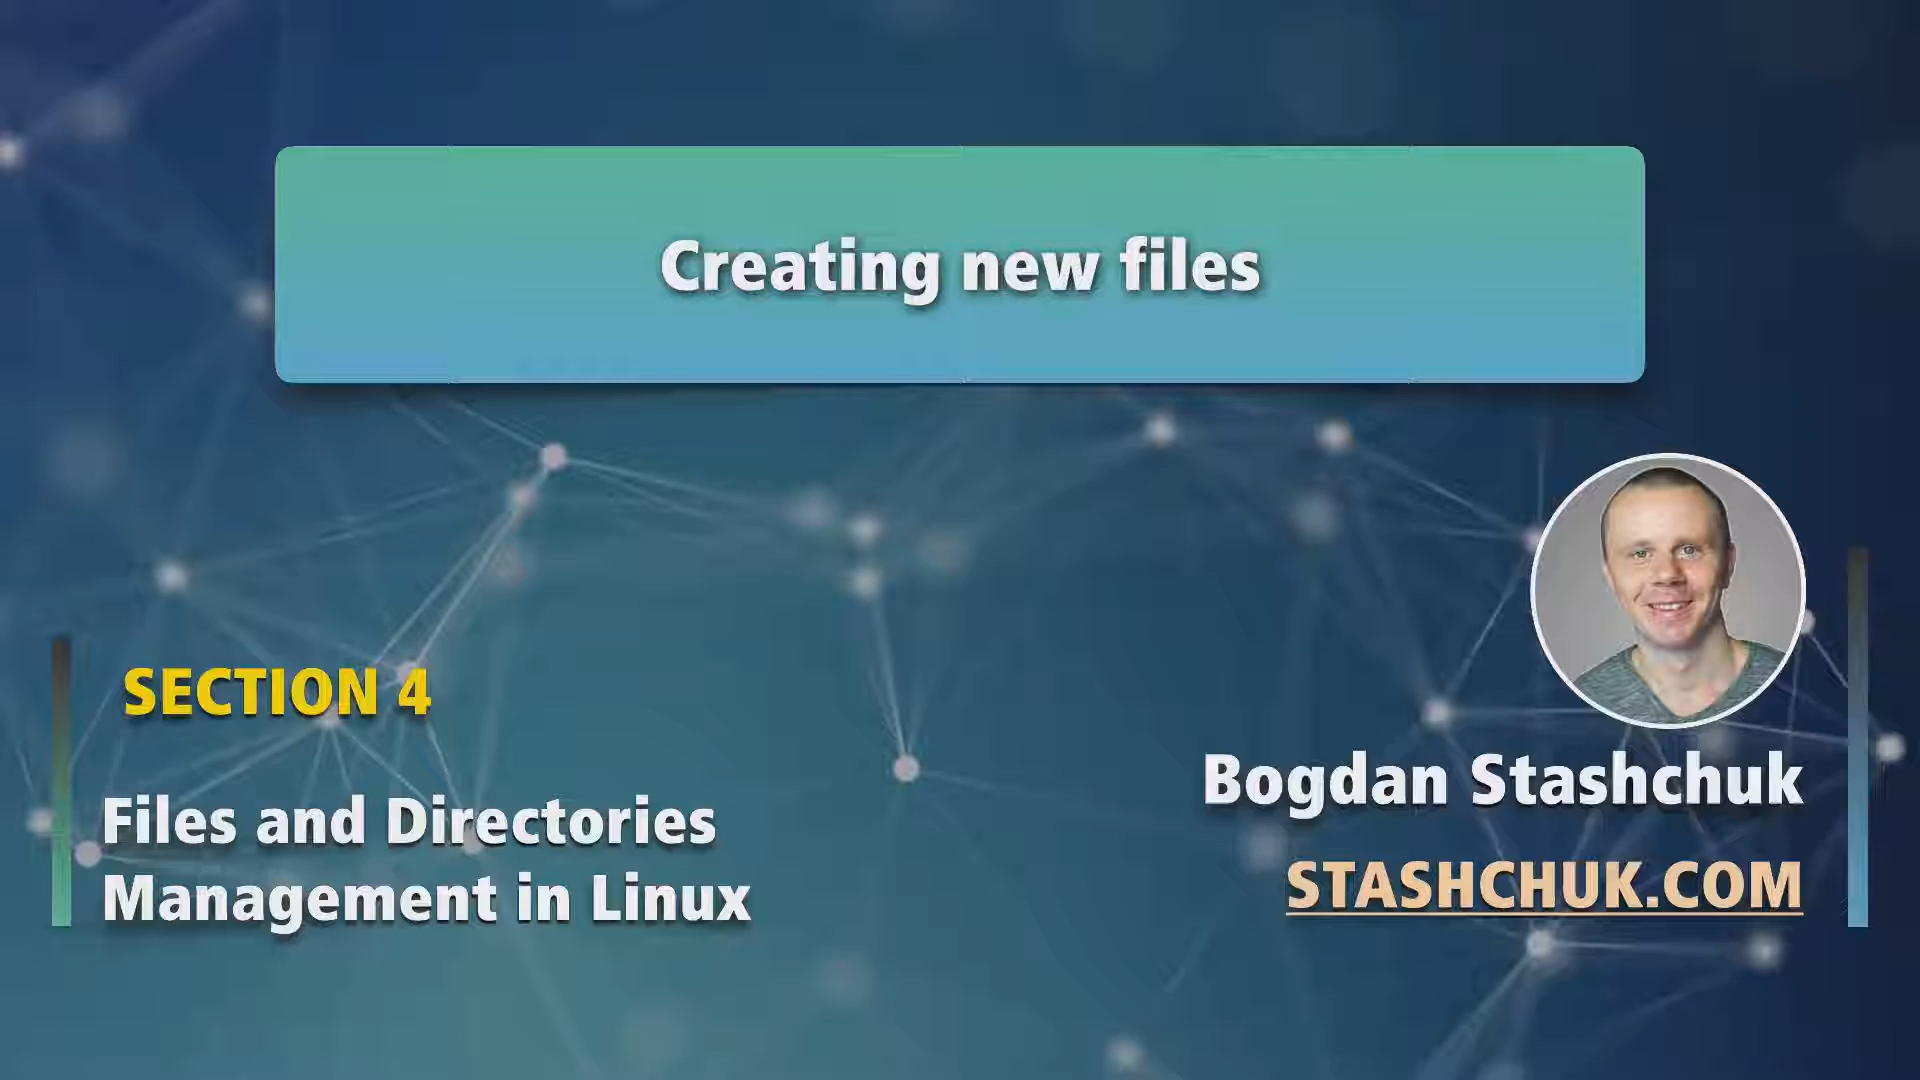 Creating new files
SECTION 4
Files and Directories
Management in Linux
Bogdan Stashchuk
STASHCHUK.COM